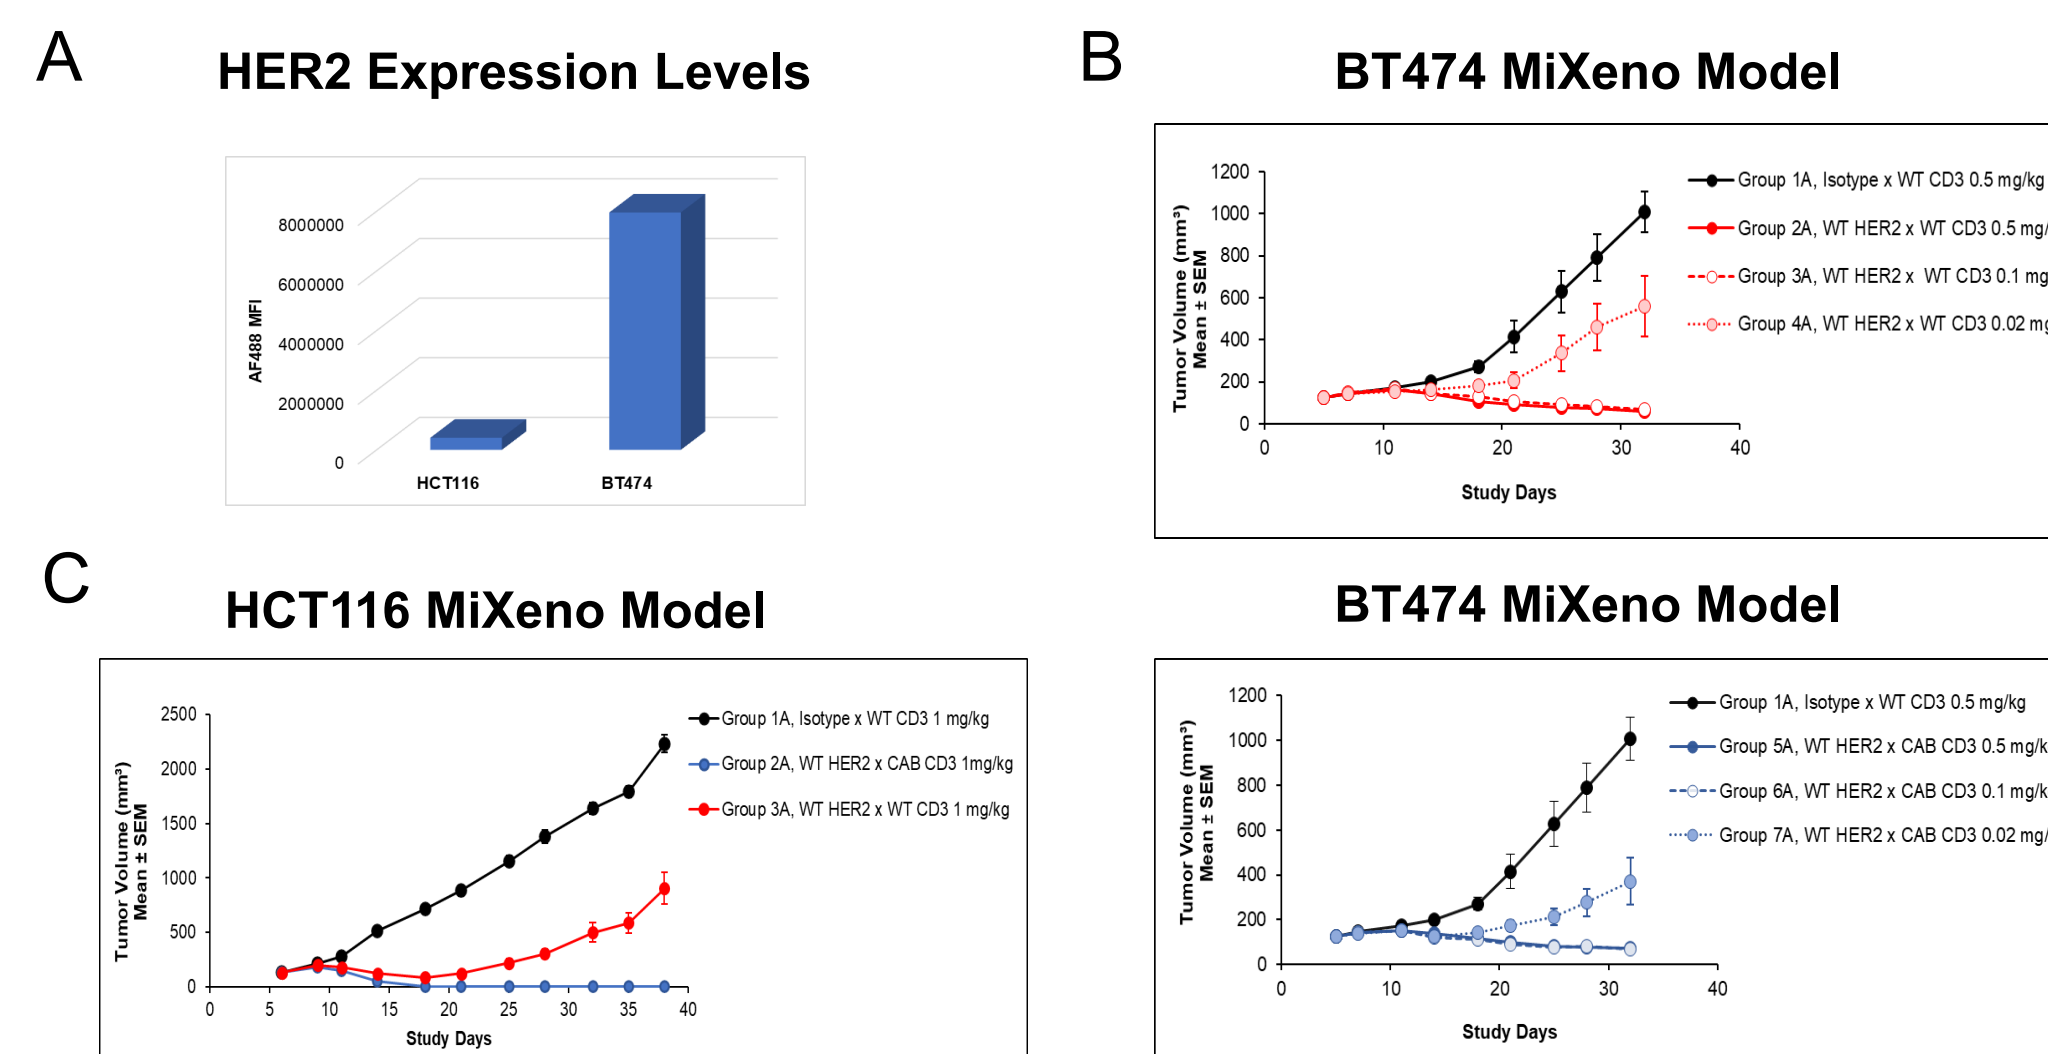 A
HER2 Expression Levels
8000000
6000000
4000000
2000000
0
AF488 MFI
HCT116
BT474
B
BT474 MiXeno Model
1200
1000
800
600
400
200
0
0 10 20 30 40
Tumor Volume (mm³)
Mean ± SEM
Study Days
Group 1A, Isotype x WT CD3 0.5 mg/kg
Group 2A, WT HER2 x WT CD3 0.5 mg/
Group 3A, WT HER2 x WT CD3 0.1 mg
Group 4A, WT HER2 x WT CD3 0.02 mg
C
HCT116 MiXeno Model
2500
2000
1500
1000
500
0
0 5 10 15 20 25 30 35 40
Tumor Volume (mm³)
Mean ± SEM
Study Days
Group 1A, Isotype x WT CD3 1 mg/kg
Group 2A, WT HER2 x CAB CD3 1mg/kg
Group 3A, WT HER2 x WT CD3 1 mg/kg
BT474 MiXeno Model
1200
1000
800
600
400
200
0
0 10 20 30 40
Tumor Volume (mm³)
Mean ± SEM
Study Days
Group 1A, Isotype x WT CD3 0.5 mg/kg
Group 5A, WT HER2 x CAB CD3 0.5 mg/k
Group 6A, WT HER2 x CAB CD3 0.1 mg/k
Group 7A, WT HER2 x CAB CD3 0.02 mg/